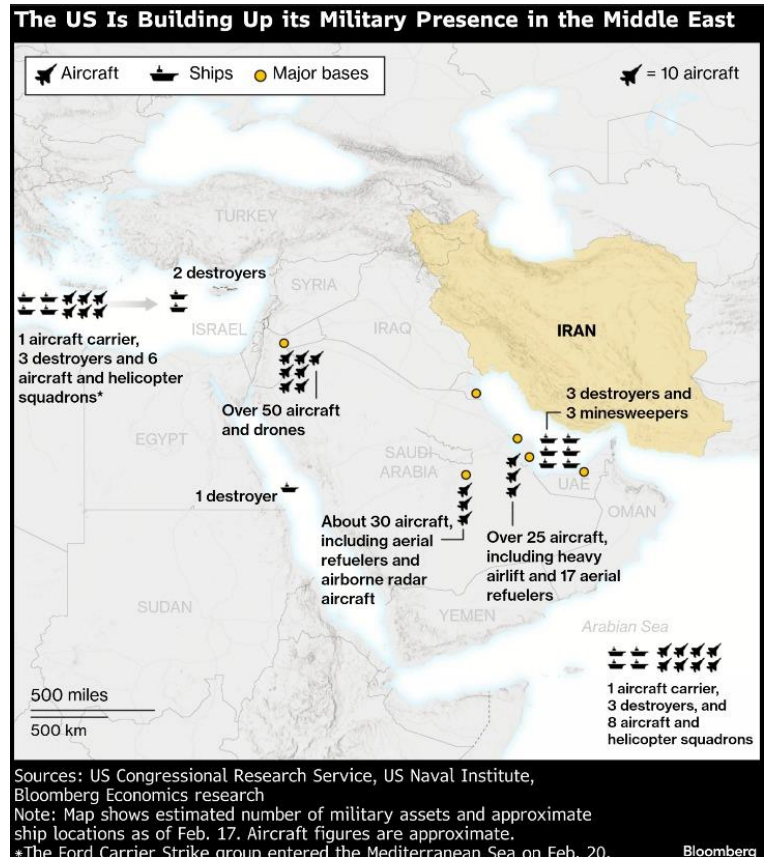 The US Is Building Up its Military Presence in the Middle East
Aircraft
Ships
Major bases
= 10 aircraft
TURKEY
2 destroyers
SYRIA
ISRAEL
IRAQ
IRAN
1 aircraft carrier,
3 destroyers and 6
aircraft and helicopter
squadrons*
Over 50 aircraft
and drones
3 destroyers and
3 minesweepers
EGYPT
SAUDI
ARABIA
UAE
OMAN
1 destroyer
About 30 aircraft,
including aerial
refuelers and
airborne radar
aircraft
Over 25 aircraft,
including heavy
airlift and 17 aerial
refuelers
SUDAN
YEMEN
Arabian Sea
1 aircraft carrier,
3 destroyers, and
8 aircraft and
helicopter squadrons
500 miles
500 km
Sources: US Congressional Research Service, US Naval Institute,
Bloomberg Economics research
Note: Map shows estimated number of military assets and approximate
ship locations as of Feb. 17. Aircraft figures are approximate.
*The Ford Carrier Strike group entered the Mediterranean Sea on Feb. 20.
Bloomberg